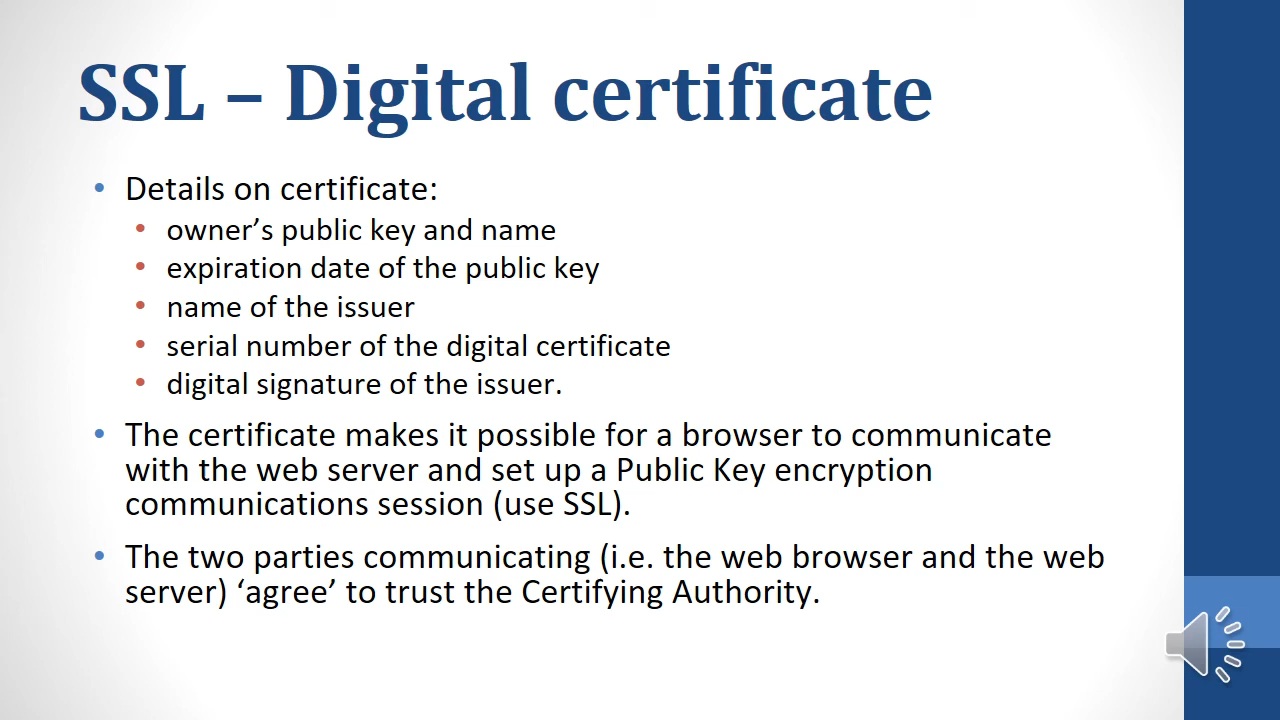 SSL – Digital certificate
• Details on certificate:
• owner’s public key and name
• expiration date of the public key
• name of the issuer
• serial number of the digital certificate
• digital signature of the issuer.
• The certificate makes it possible for a browser to communicate
with the web server and set up a Public Key encryption
communications session (use SSL).
• The two parties communicating (i.e. the web browser and the web
server) ‘agree’ to trust the Certifying Authority.